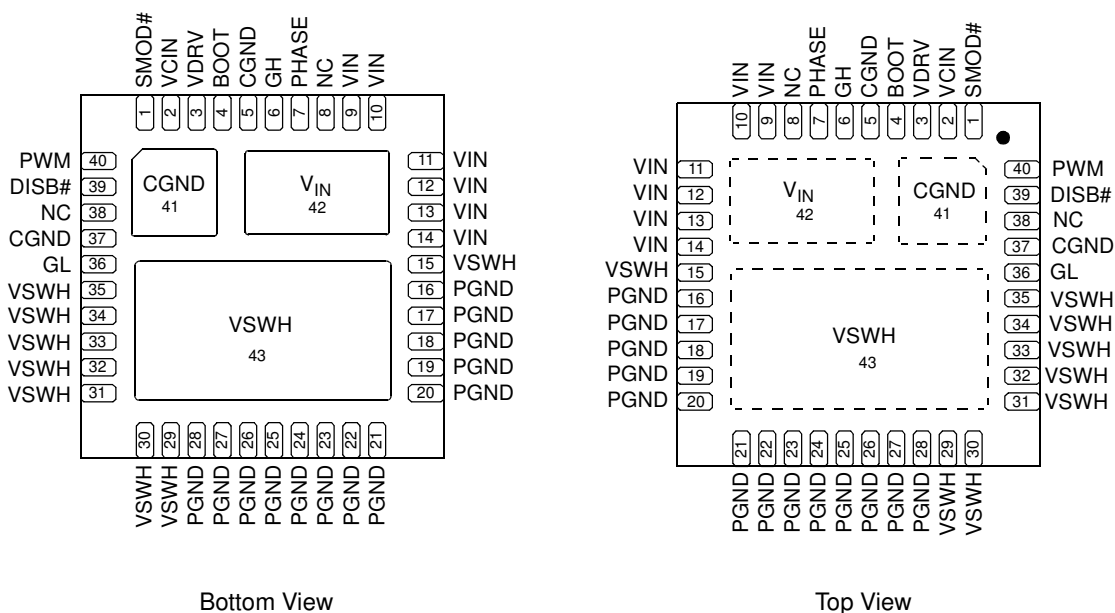 SMOD# VCIN VDRV BOOT CGND GH PHASE NC VIN VIN
1 2 3 4 5 6 7 8 9 10
PWM 40
DISB# 39
NC 38
CGND 37
GL 36
VSWH 35
VSWH 34
VSWH 33
VSWH 32
VSWH 31
CGND
41
VIN
42
VSWH
43
11 VIN
12 VIN
13 VIN
14 VIN
15 VSWH
16 PGND
17 PGND
18 PGND
19 PGND
20 PGND
30 29 28 27 26 25 24 23 22 21
VSWH VSWH PGND PGND PGND PGND PGND PGND PGND PGND
Bottom View
VIN VIN NC PHASE GH CGND BOOT VDRV VCIN SMOD#
10 9 8 7 6 5 4 3 2 1
VIN 11
VIN 12
VIN 13
VIN 14
VSWH 15
PGND 16
PGND 17
PGND 18
PGND 19
PGND 20
VIN
42
CGND
41
VSWH
43
40 PWM
39 DISB#
38 NC
37 CGND
36 GL
35 VSWH
34 VSWH
33 VSWH
32 VSWH
31 VSWH
21 22 23 24 25 26 27 28 29 30
PGND PGND PGND PGND PGND PGND PGND PGND VSWH VSWH
Top View